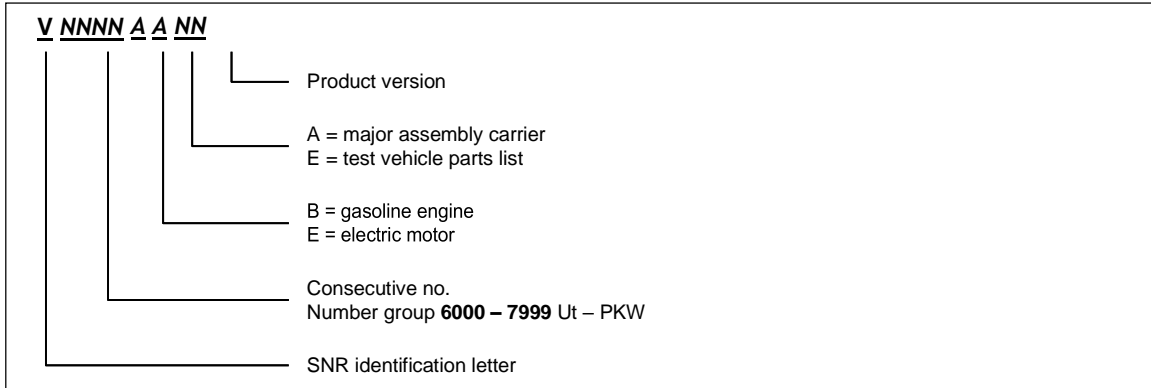 V NNNN A A NN
Product version
A = major assembly carrier
E = test vehicle parts list
B = gasoline engine
E = electric motor
Consecutive no.
Number group 6000 – 7999 Ut – PKW
SNR identification letter